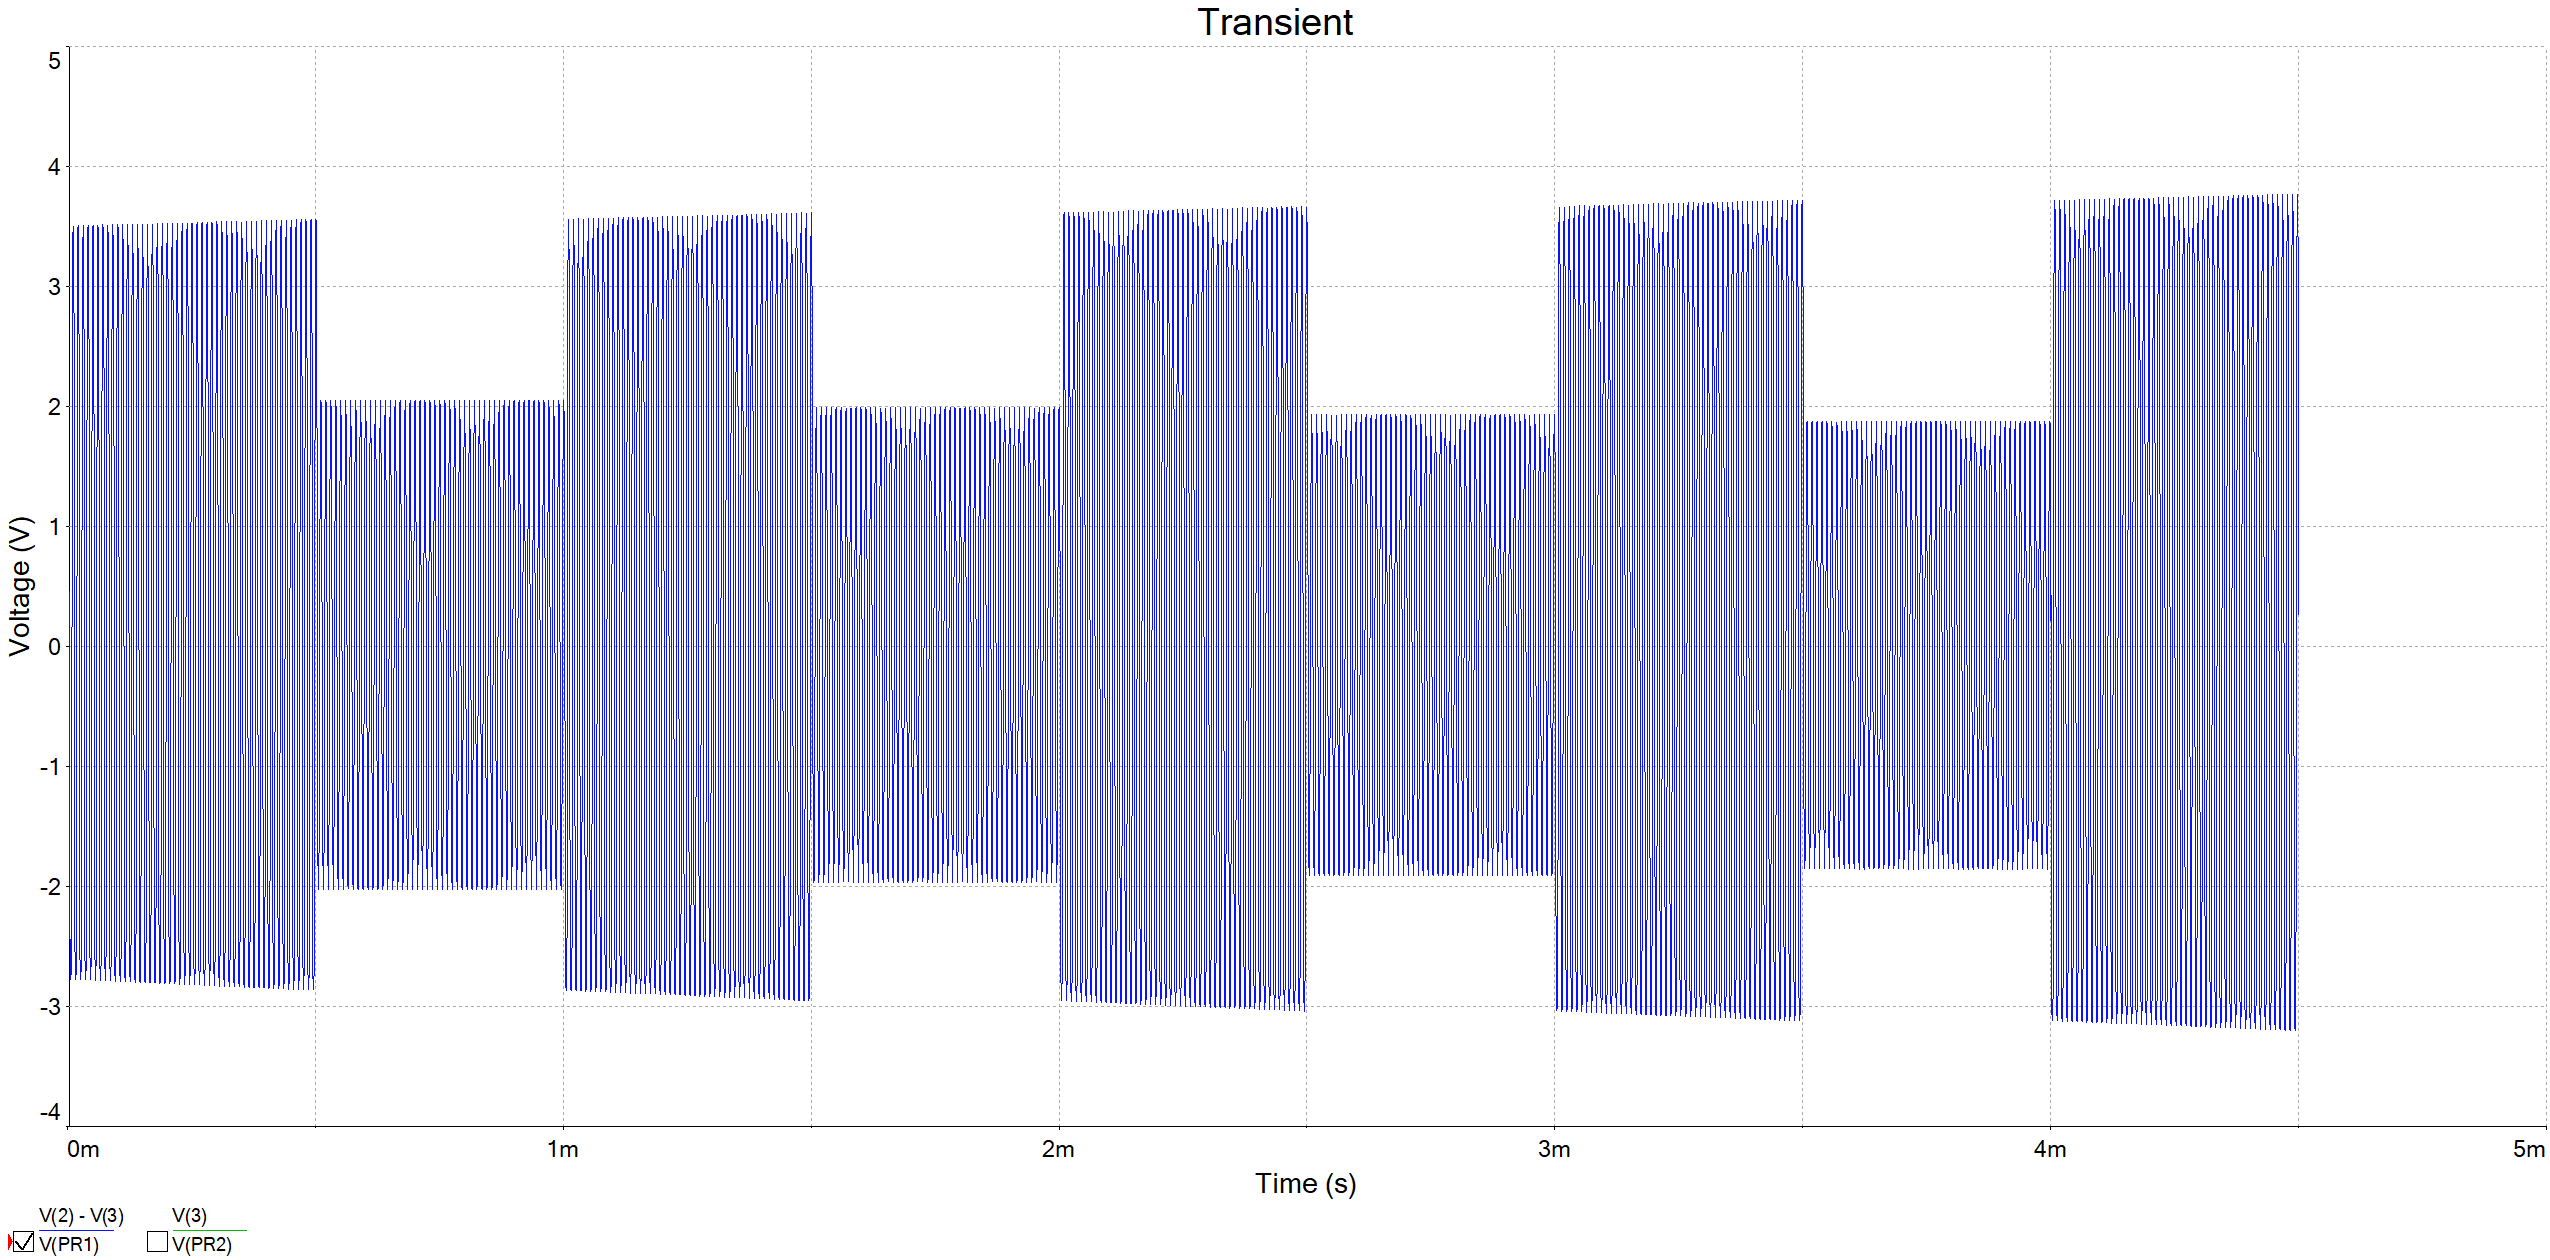 Transient
5
4
3
2
1
0
-1
-2
-3
-4
Voltage (V)
0m 1m 2m 3m 4m 5m
Time (s)
V(2) - V(3) V(3)
V(PR1) V(PR2)